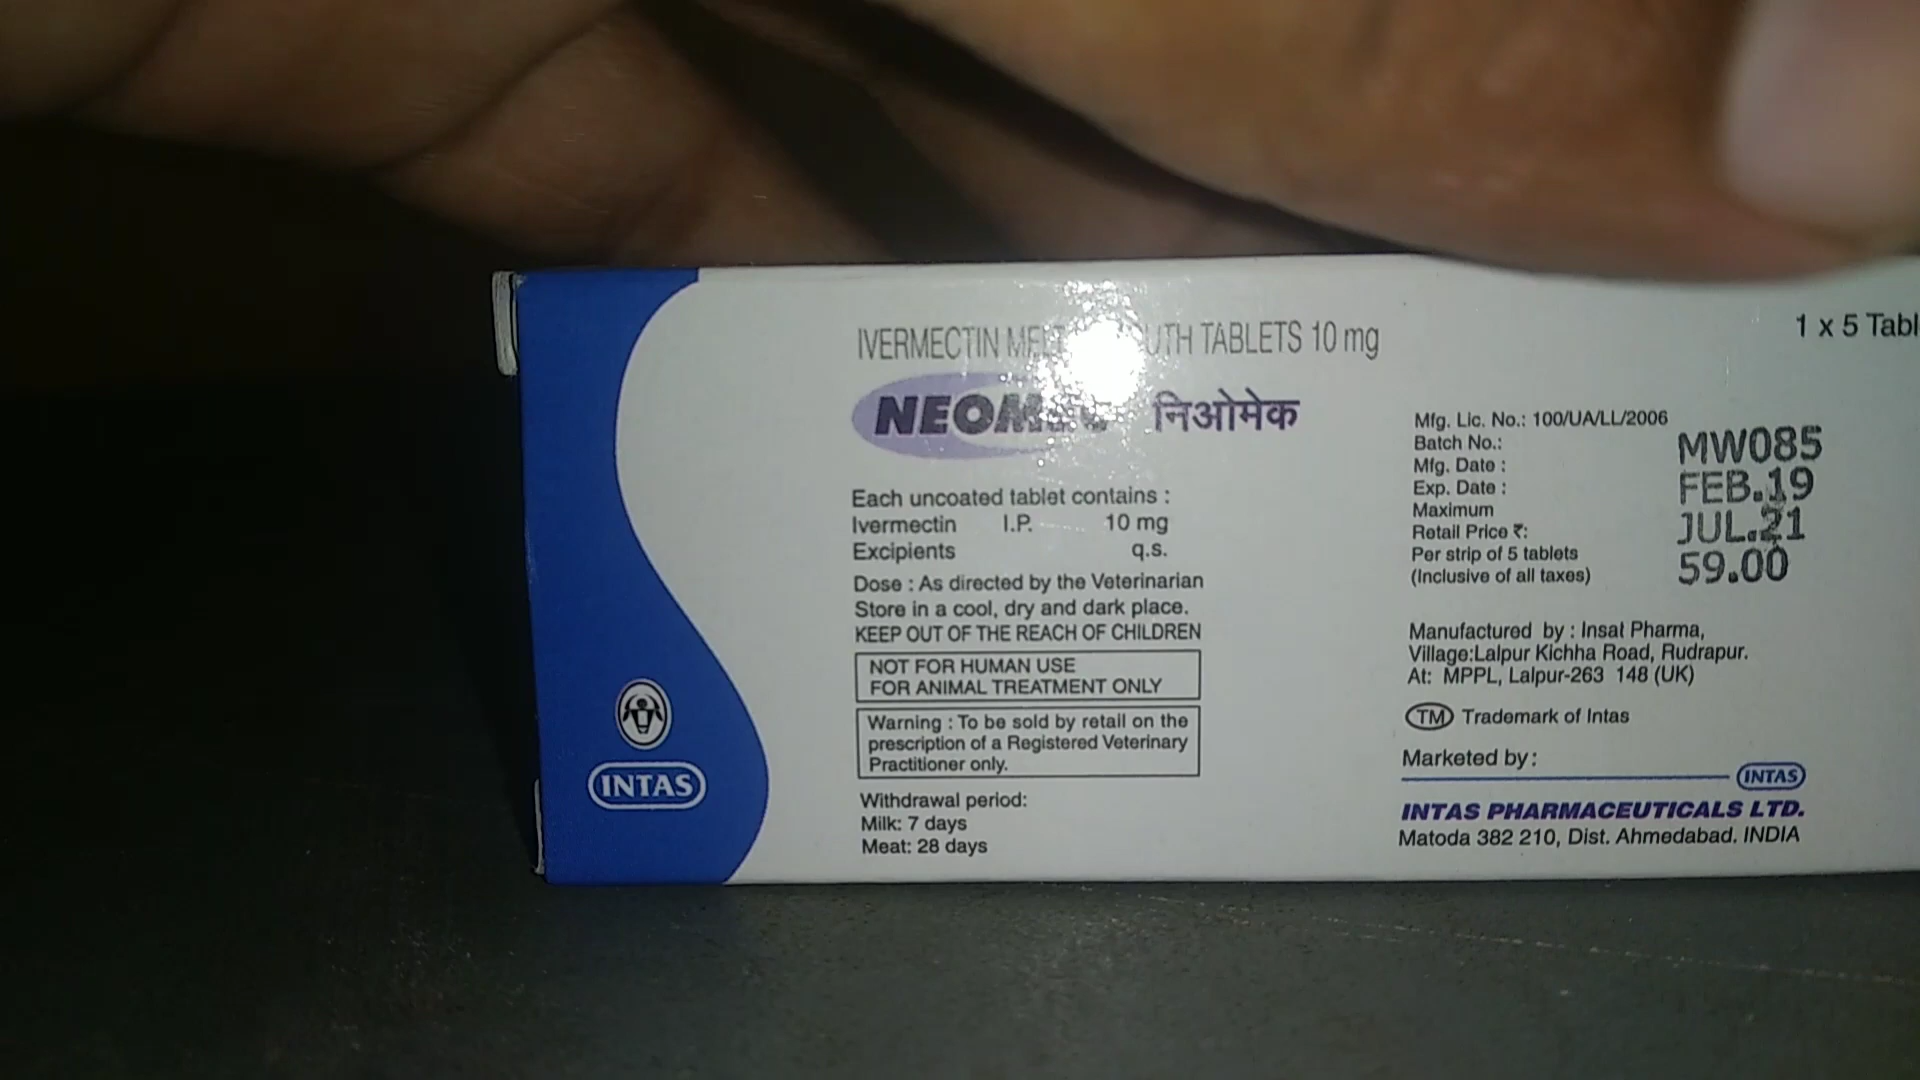 IVERMECTIN TABLETS 10 mg
निओमेक
Each uncoated tablet contains :
Ivermectin I.P. 10 mg
Excipients q.s.
Dose : As directed by the Veterinarian
Store in a cool, dry and dark place.
KEEP OUT OF THE REACH OF CHILDREN
NOT FOR HUMAN USE
FOR ANIMAL TREATMENT ONLY
Warning : To be sold by retail on the
prescription of a Registered Veterinary
Practitioner only.
Withdrawal period:
Milk: 7 days
Meat: 28 days
INTAS
1 x 5
Mfg. Lic. No.: 100/UA/LL/2006
Batch No.: MW085
Mfg. Date : FEB.19
Exp. Date : JUL.21
Maximum
Retail Price ₹: 59.00
Per strip of 5 tablets
(Inclusive of all taxes)
Manufactured by : Insat Pharma,
Village:Lalpur Kichha Road, Rudrapur.
At: MPPL, Lalpur-263 148 (UK)
TM Trademark of Intas
Marketed by:
INTAS
INTAS PHARMACEUTICALS LTD.
Matoda 382 210, Dist. Ahmedabad. INDIA